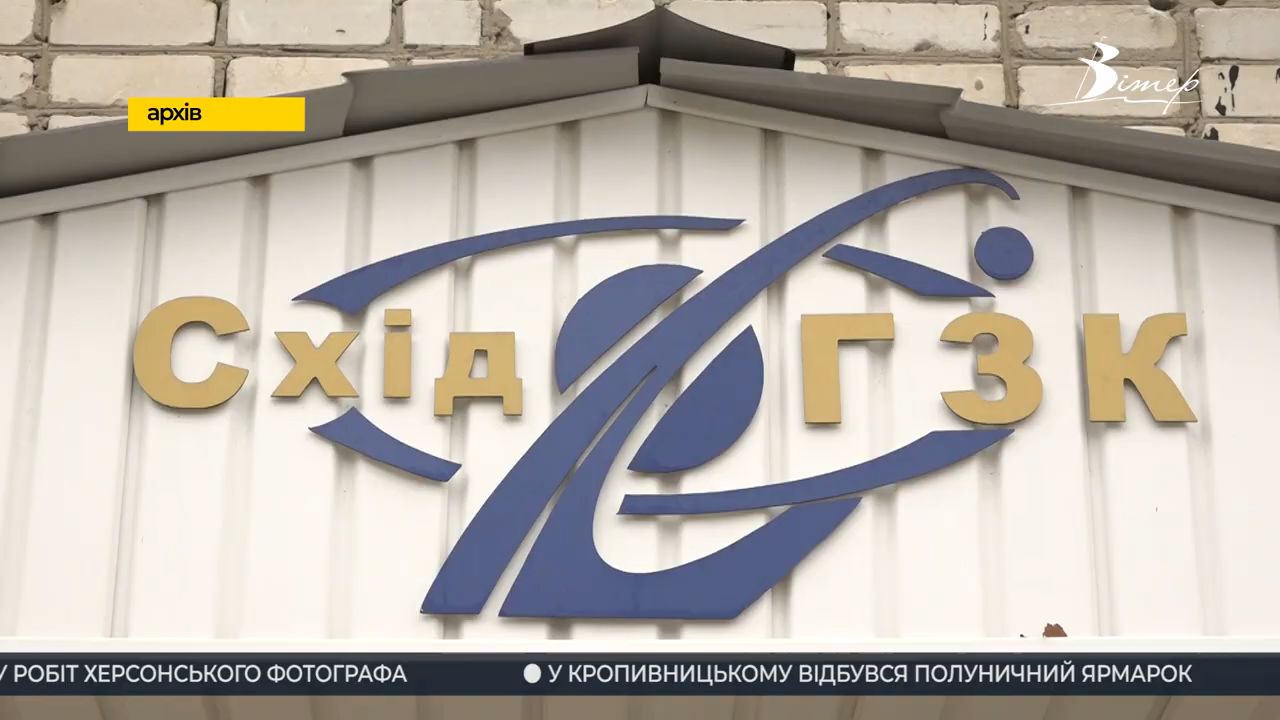 Вітер
архів
Схід ГЗК
У РОБІТ ХЕРСОНСЬКОГО ФОТОГРАФА У КРОПИВНИЦЬКОМУ ВІДБУВСЯ ПОЛУНИЧНИЙ ЯРМАРОК